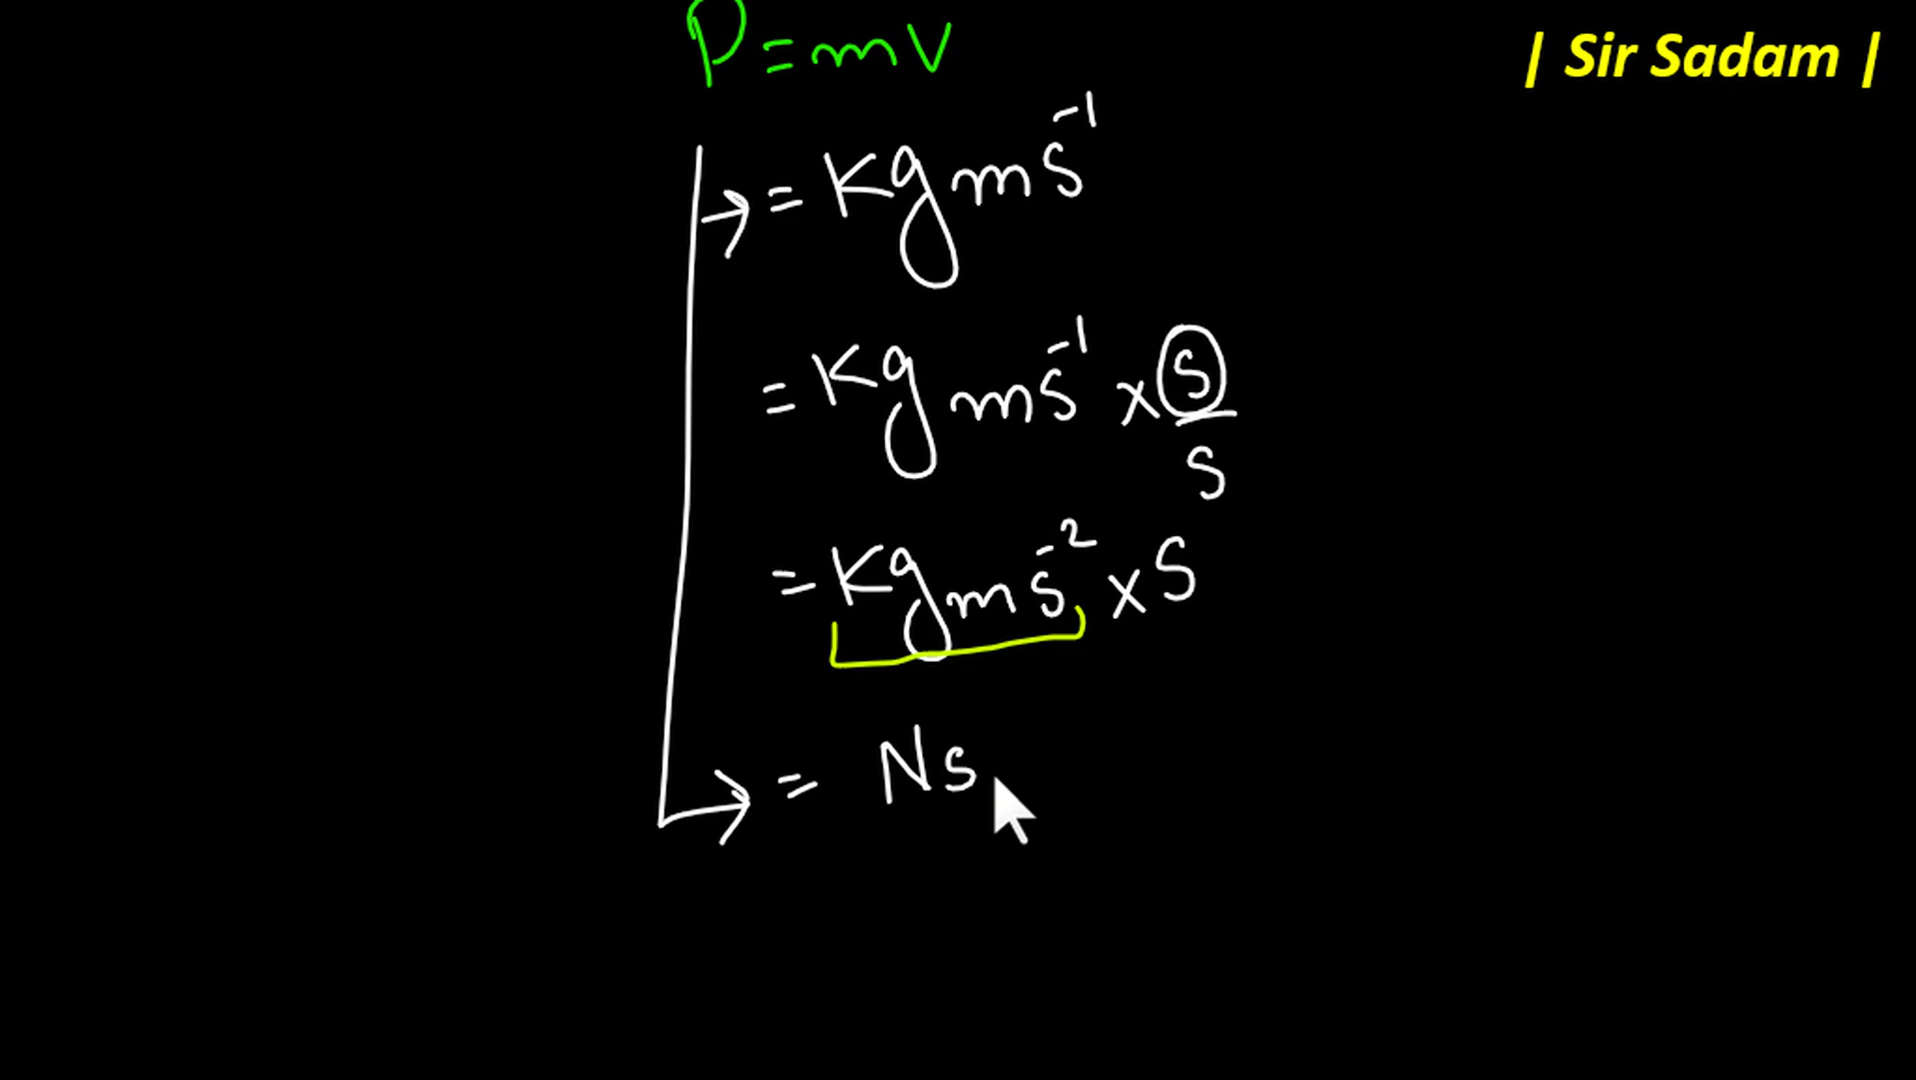 P = mv
| Sir Sadam |
→ = Kg m s⁻¹
= Kg m s⁻¹ × s/s
= Kg m s⁻² × s
→ = Ns